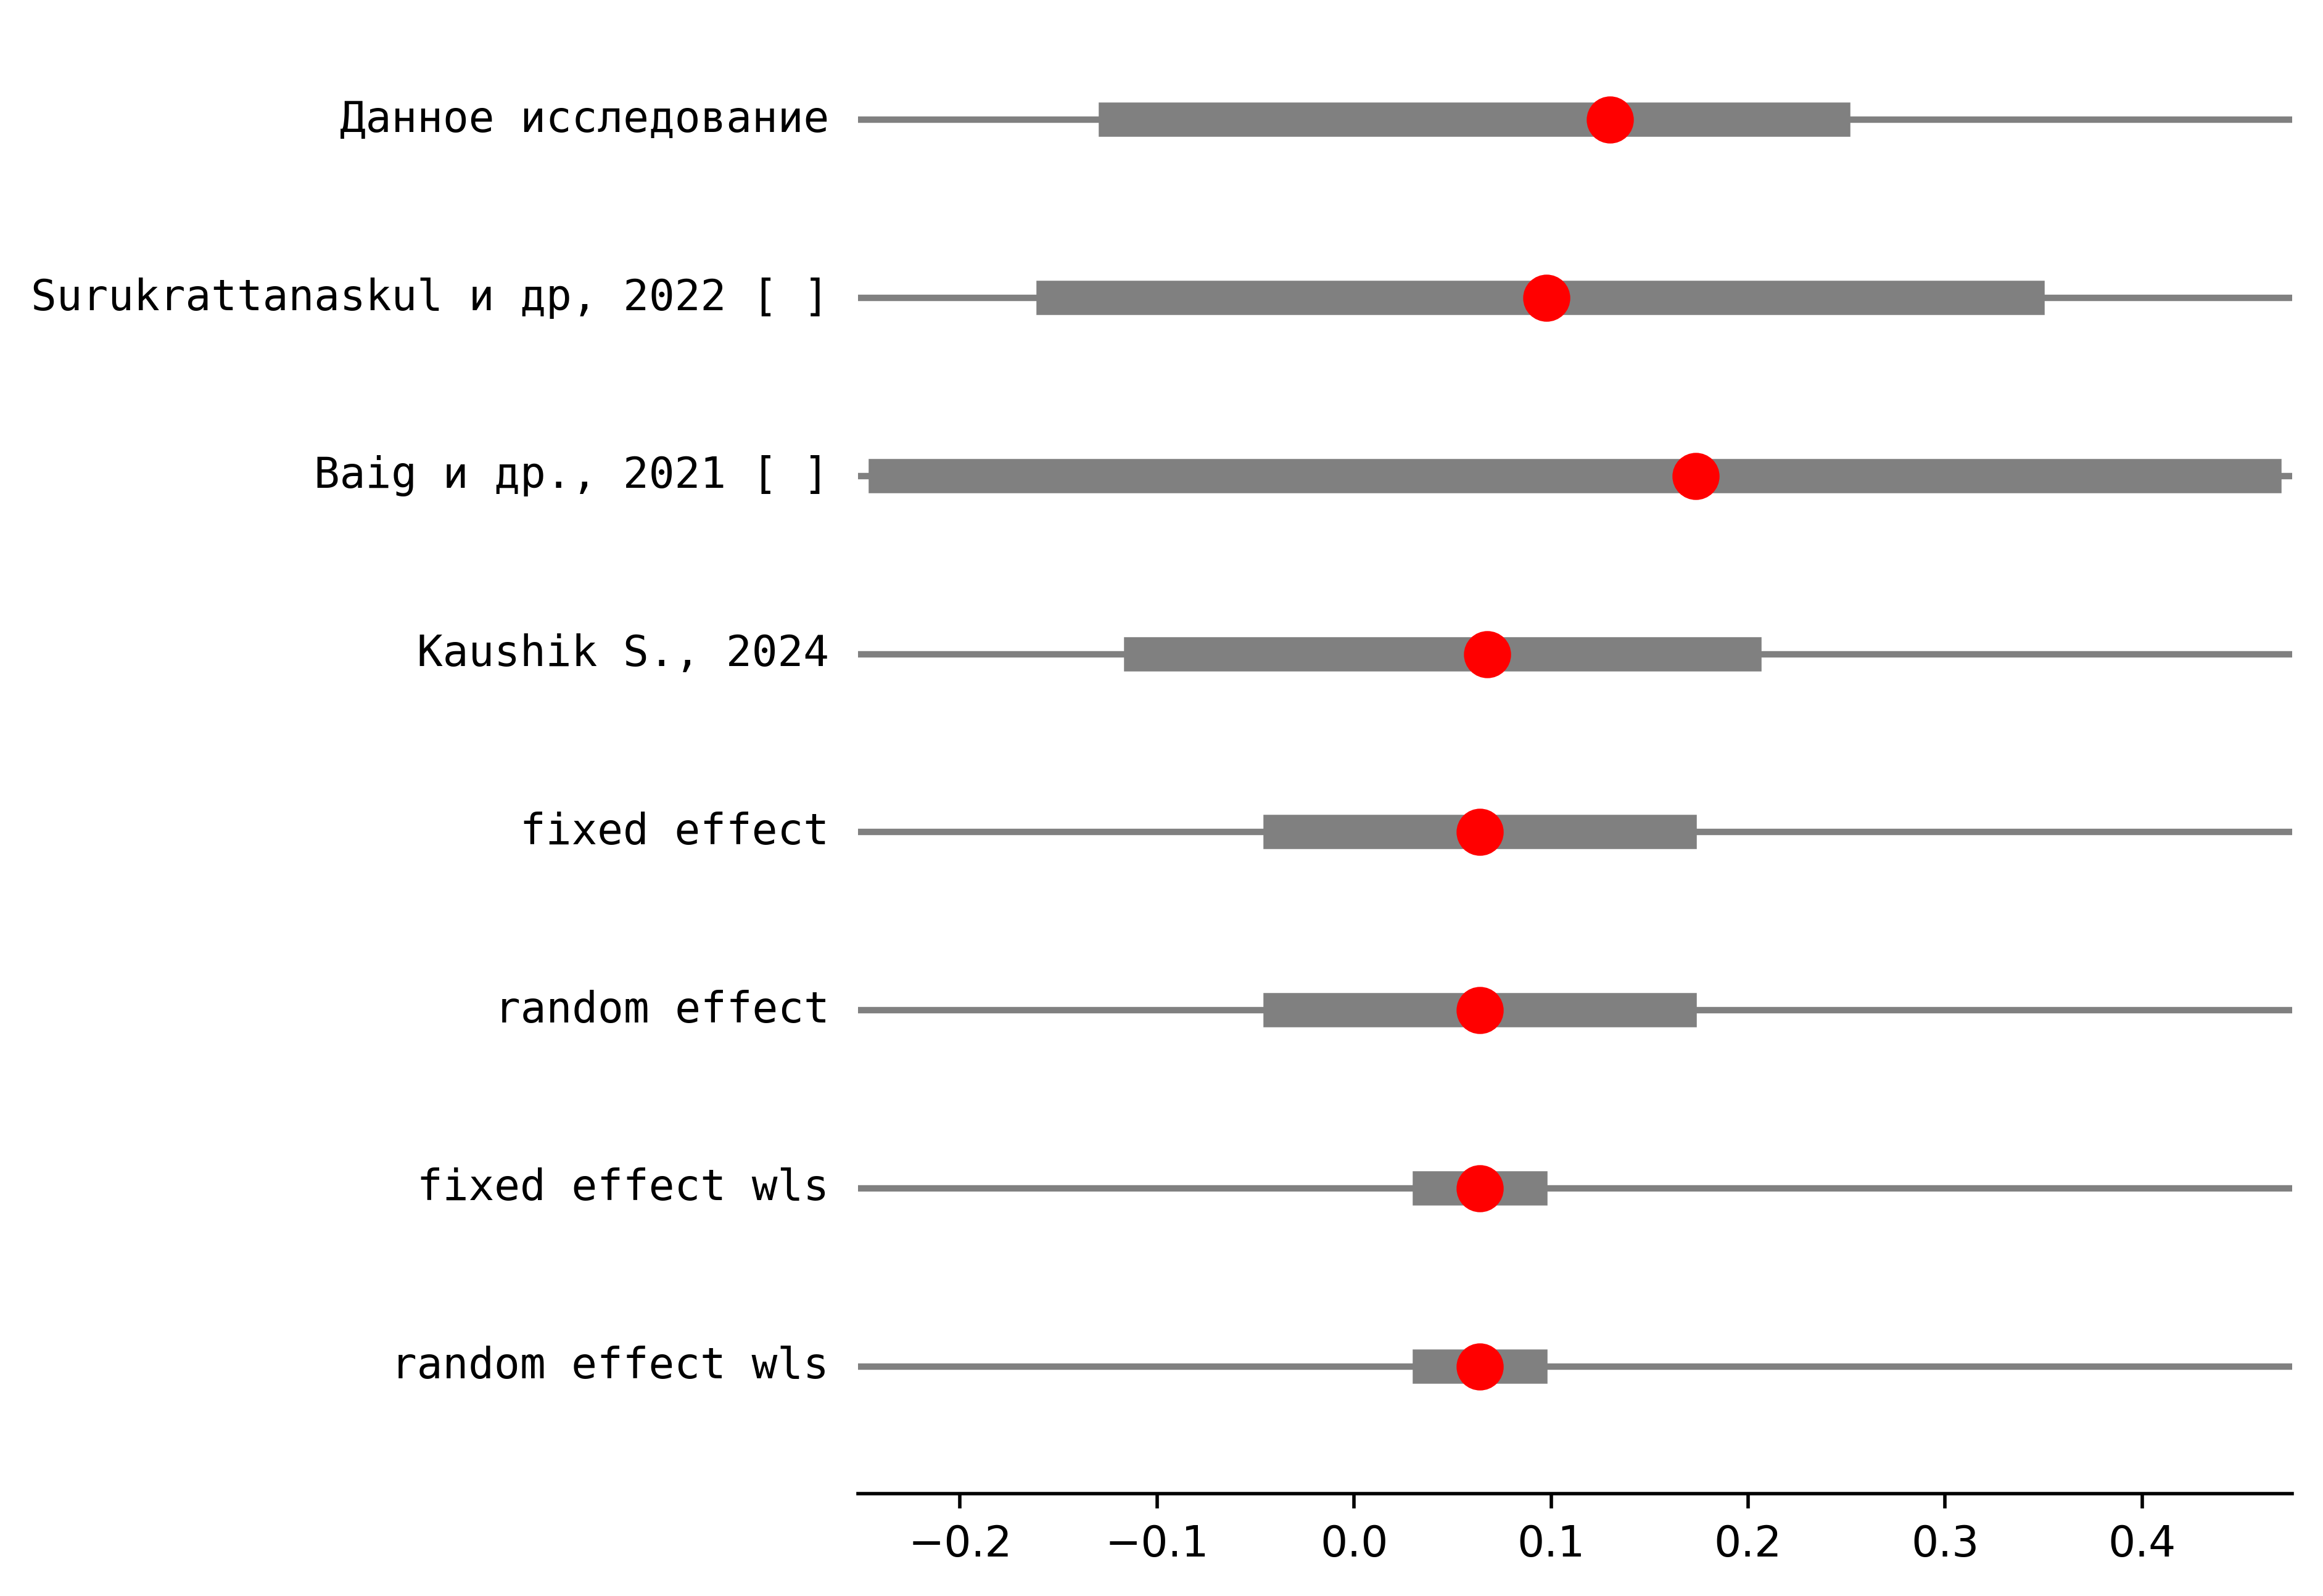 Данное исследование
Surukrattanaskul и др, 2022 [ ]
Baig и др., 2021 [ ]
Kaushik S., 2024
fixed effect
random effect
fixed effect wls
random effect wls
−0.2 −0.1 0.0 0.1 0.2 0.3 0.4